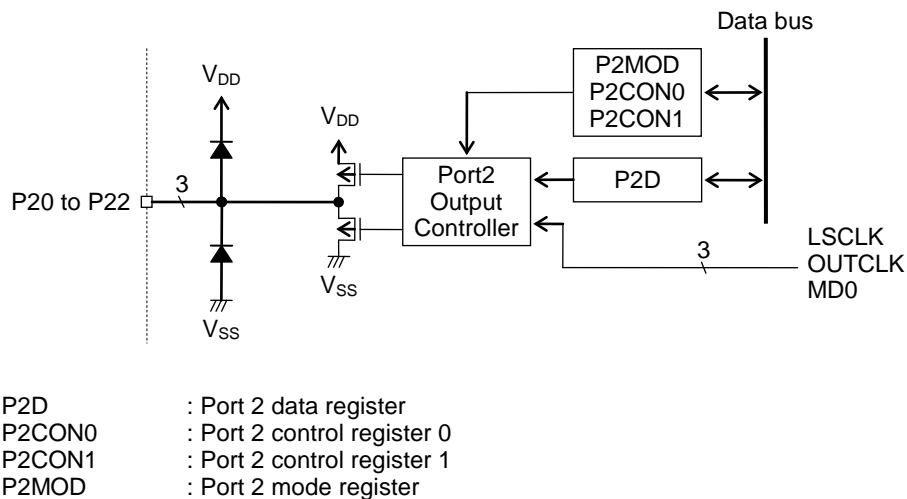 Data bus
P2MOD
P2CON0
P2CON1
VDD
VDD
3
P20 to P22
Port2
Output
Controller
P2D
3
LSCLK
OUTCLK
MD0
VSS
VSS
P2D : Port 2 data register
P2CON0 : Port 2 control register 0
P2CON1 : Port 2 control register 1
P2MOD : Port 2 mode register